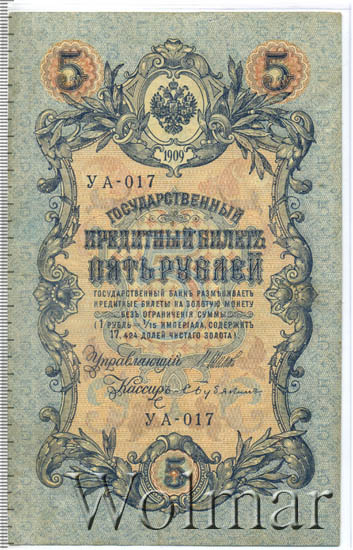 5 5
1909
УА-017
ГОСУДАРСТВЕННЫЙ
КРЕДИТНЫЙ БИЛЕТЪ
ПЯТЬ РУБЛЕЙ
ГОСУДАРСТВЕННЫЙ БАНКЪ РАЗМѢНИВАЕТЪ
КРЕДИТНЫЕ БИЛЕТЫ НА ЗОЛОТУЮ МОНЕТУ
БЕЗЪ ОГРАНИЧЕНІЯ СУММЫ
(1 РУБЛЬ = 1/15 ИМПЕРІАЛА, СОДЕРЖИТЪ
17,424 ДОЛЕЙ ЧИСТАГО ЗОЛОТА)
Управляющій
Кассиръ
УА-017
5
Wolmar